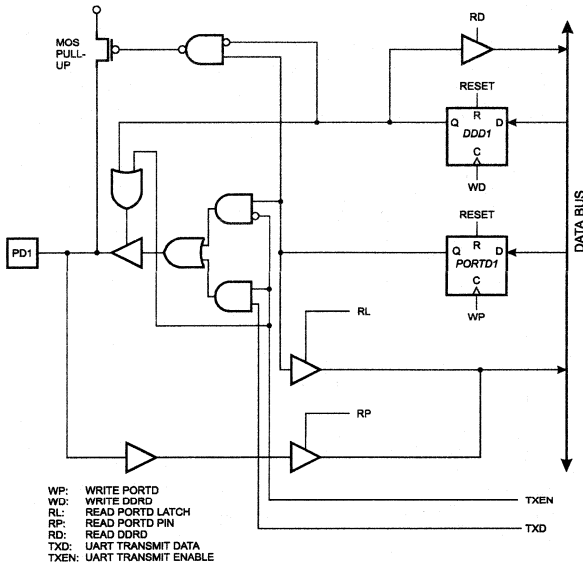 RD
MOS
PULL-
UP
RESET
R
Q
D
DDD1
C
WD
RESET
R
Q
D
PORTD1
C
WP
DATA BUS
PD1
RL
RP
TXEN
TXD
WP: WRITE PORTD
WD: WRITE DDRD
RL: READ PORTD LATCH
RP: READ PORTD PIN
RD: READ DDRD
TXD: UART TRANSMIT DATA
TXEN: UART TRANSMIT ENABLE